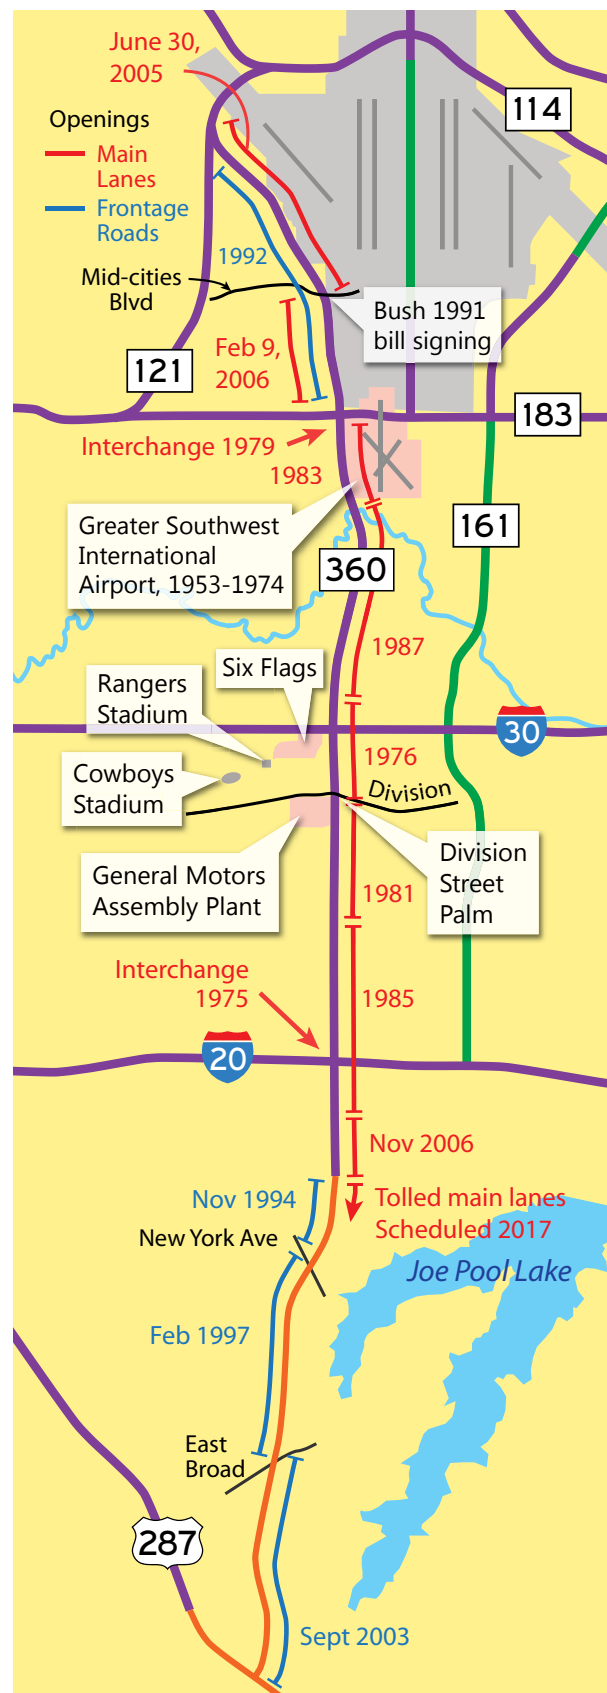 June 30,
2005
114
Openings
Main
Lanes
Frontage
Roads
1992
Mid-cities
Blvd
Bush 1991
bill signing
Feb 9,
2006
121
183
Interchange 1979
1983
Greater Southwest
International
Airport, 1953-1974
161
360
1987
Six Flags
Rangers
Stadium
30
1976
Cowboys
Stadium
Division
Division
Street
Palm
General Motors
Assembly Plant
1981
Interchange
1975
1985
20
Nov 2006
Nov 1994
Tolled main lanes
Scheduled 2017
New York Ave
Joe Pool Lake
Feb 1997
East
Broad
287
Sept 2003